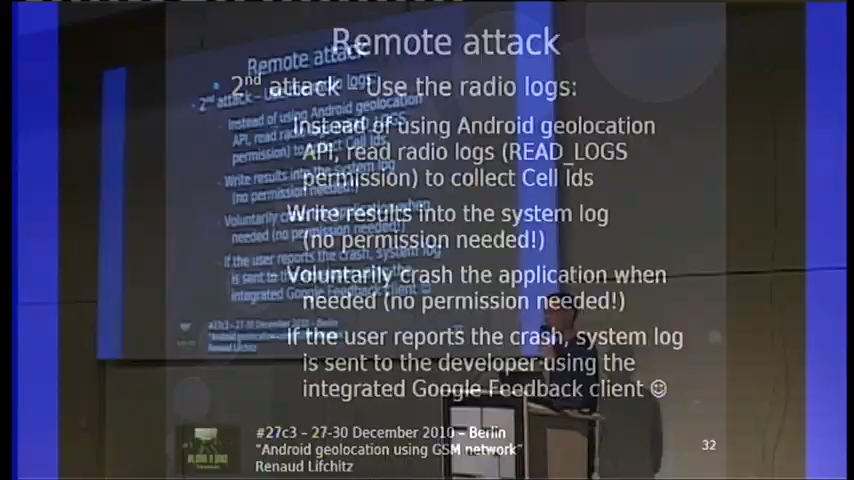 Remote attack
2nd attack – Use the radio logs:
Instead of using Android geolocation
API, read radio logs (READ_LOGS
permission) to collect Cell Ids
Write results into the system log
(no permission needed!)
Voluntarily crash the application when
needed (no permission needed!)
If the user reports the crash, system log
is sent to the developer using the
integrated Google Feedback client ☺
#27c3 – 27-30 December 2010 – Berlin
"Android geolocation using GSM network"
Renaud Lifchitz
32